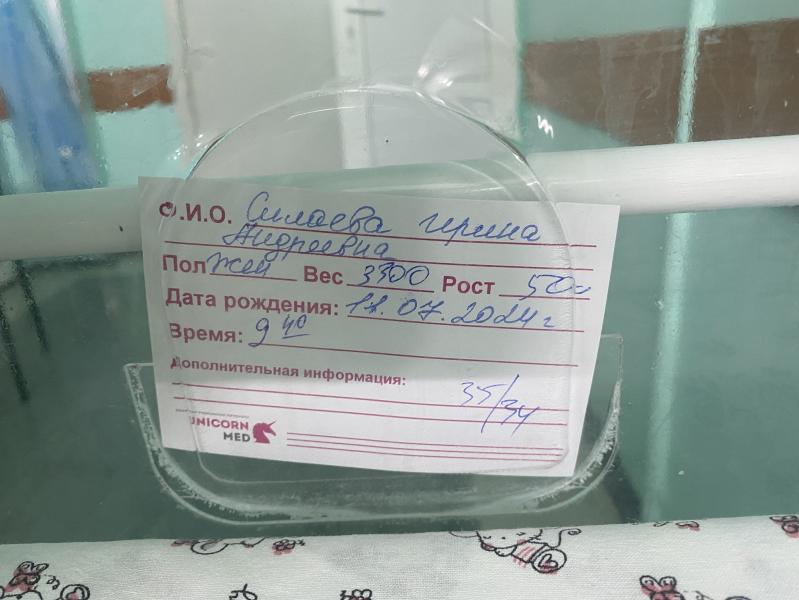 Ф.И.О. Силаева Ирина
Андреевна
Пол жен Вес 3300 Рост 50
Дата рождения: 11.07.2024г
Время: 9 40
Дополнительная информация:
35/34
UNICORN
MED